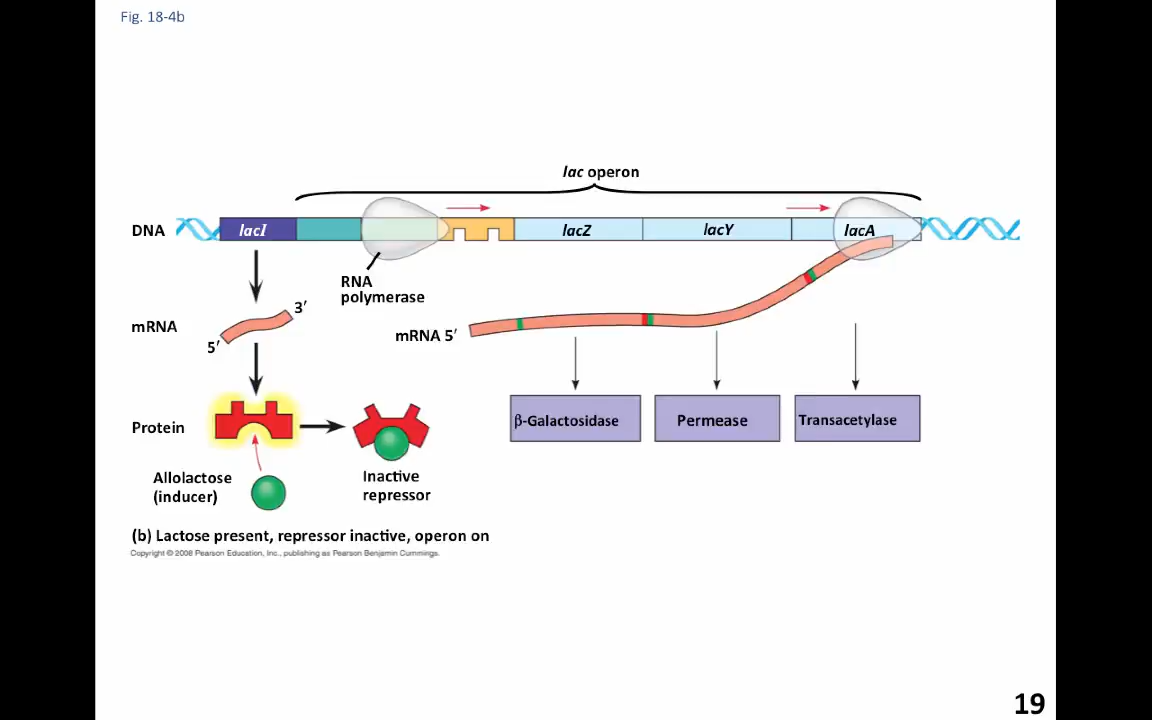 Fig. 18-4b
lac operon
DNA
lacI
lacZ
lacY
lacA
RNA
polymerase
mRNA
3′
5′
mRNA 5′
Protein
β-Galactosidase
Permease
Transacetylase
Allolactose
(inducer)
Inactive
repressor
(b) Lactose present, repressor inactive, operon on
Copyright © 2008 Pearson Education, Inc., publishing as Pearson Benjamin Cummings.
19